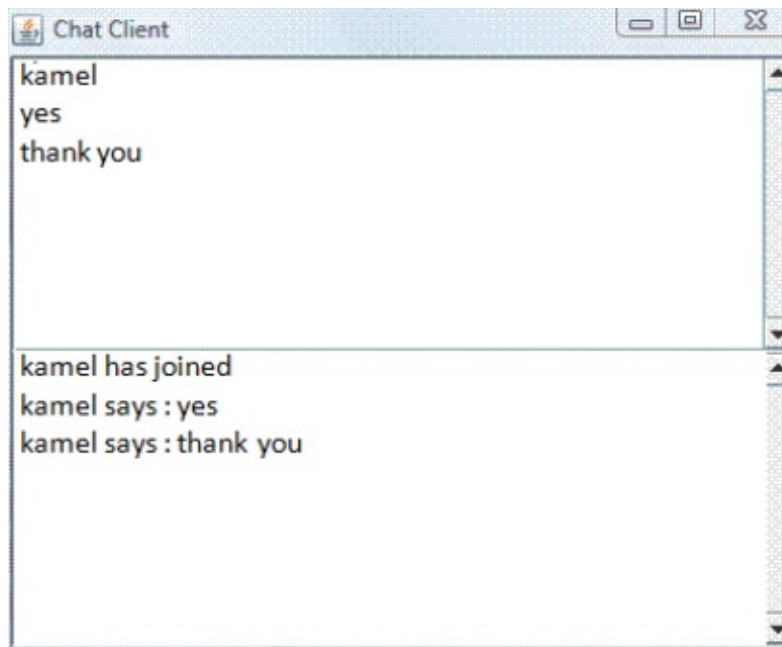 Chat Client
kamel
yes
thank you
kamel has joined
kamel says : yes
kamel says : thank you